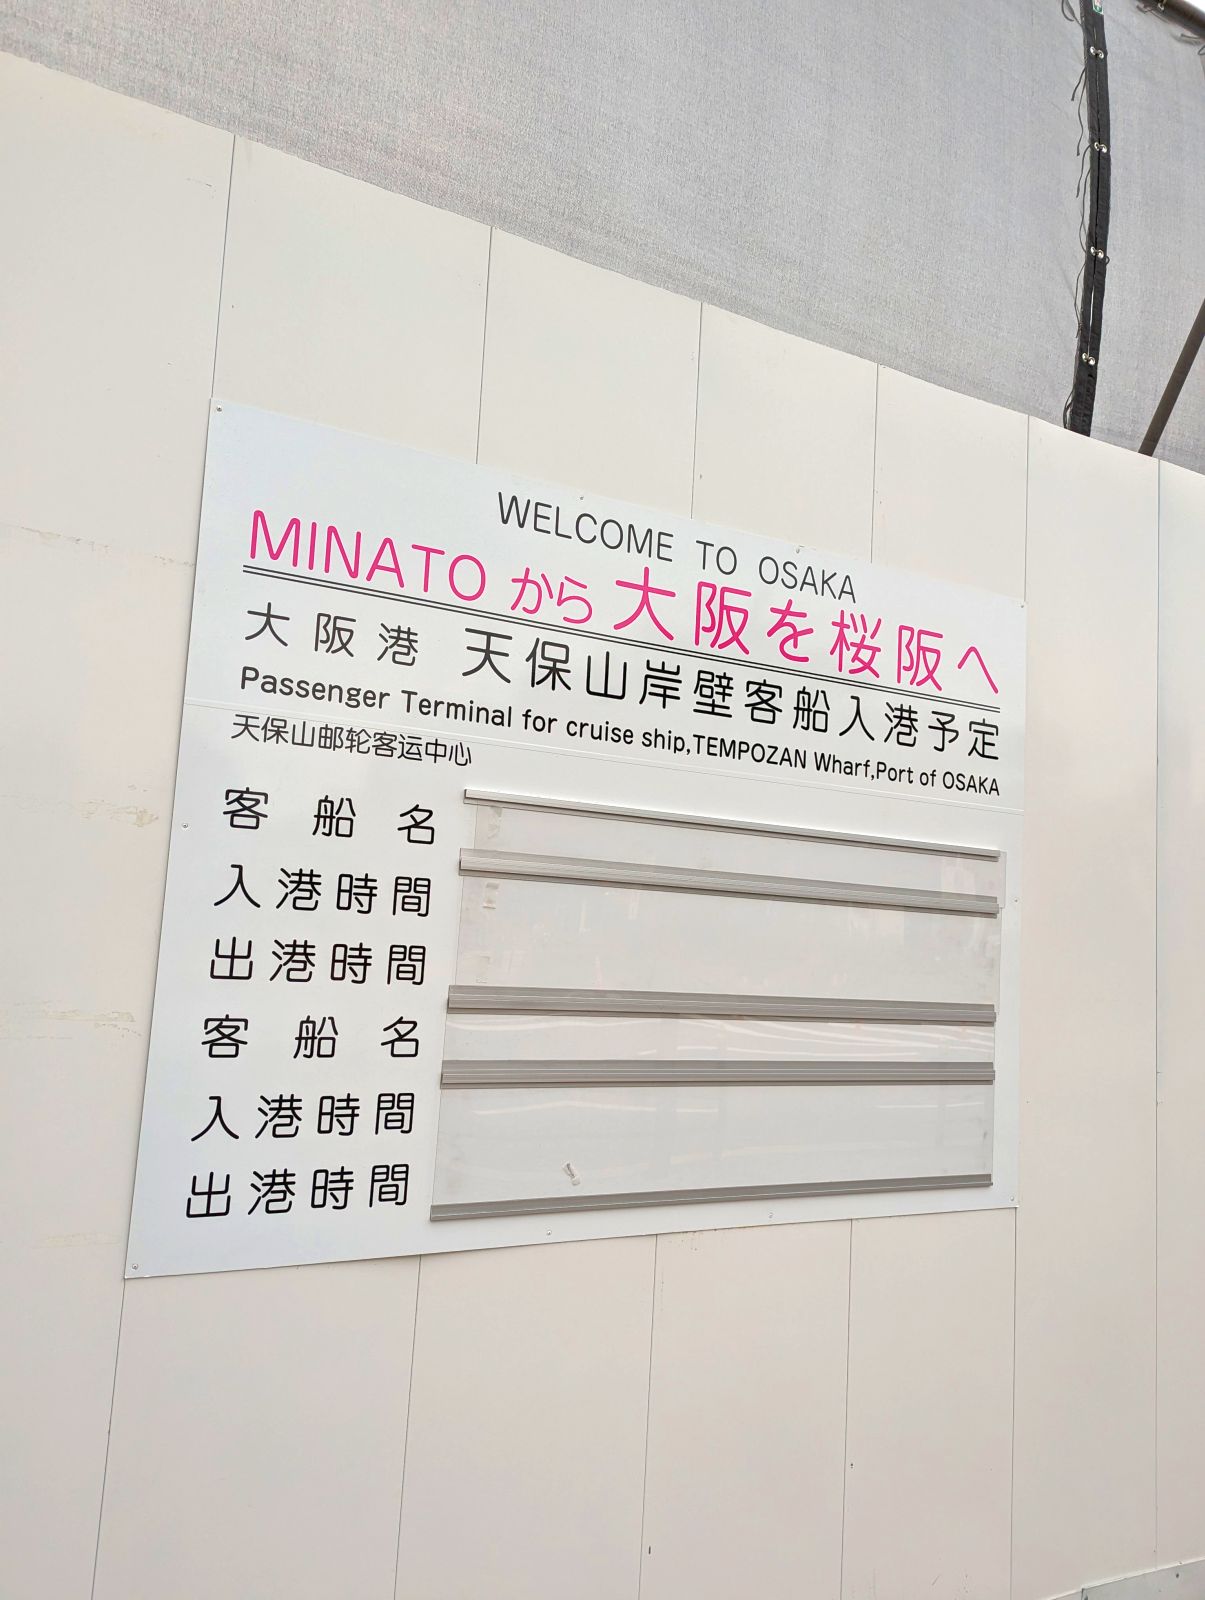 WELCOME TO OSAKA
MINATOから大阪を桜阪へ
大阪港 天保山岸壁客船入港予定
Passenger Terminal for cruise ship,TEMPOZAN Wharf,Port of OSAKA
天保山邮轮客运中心
客船名
入港時間
出港時間
客船名
入港時間
出港時間